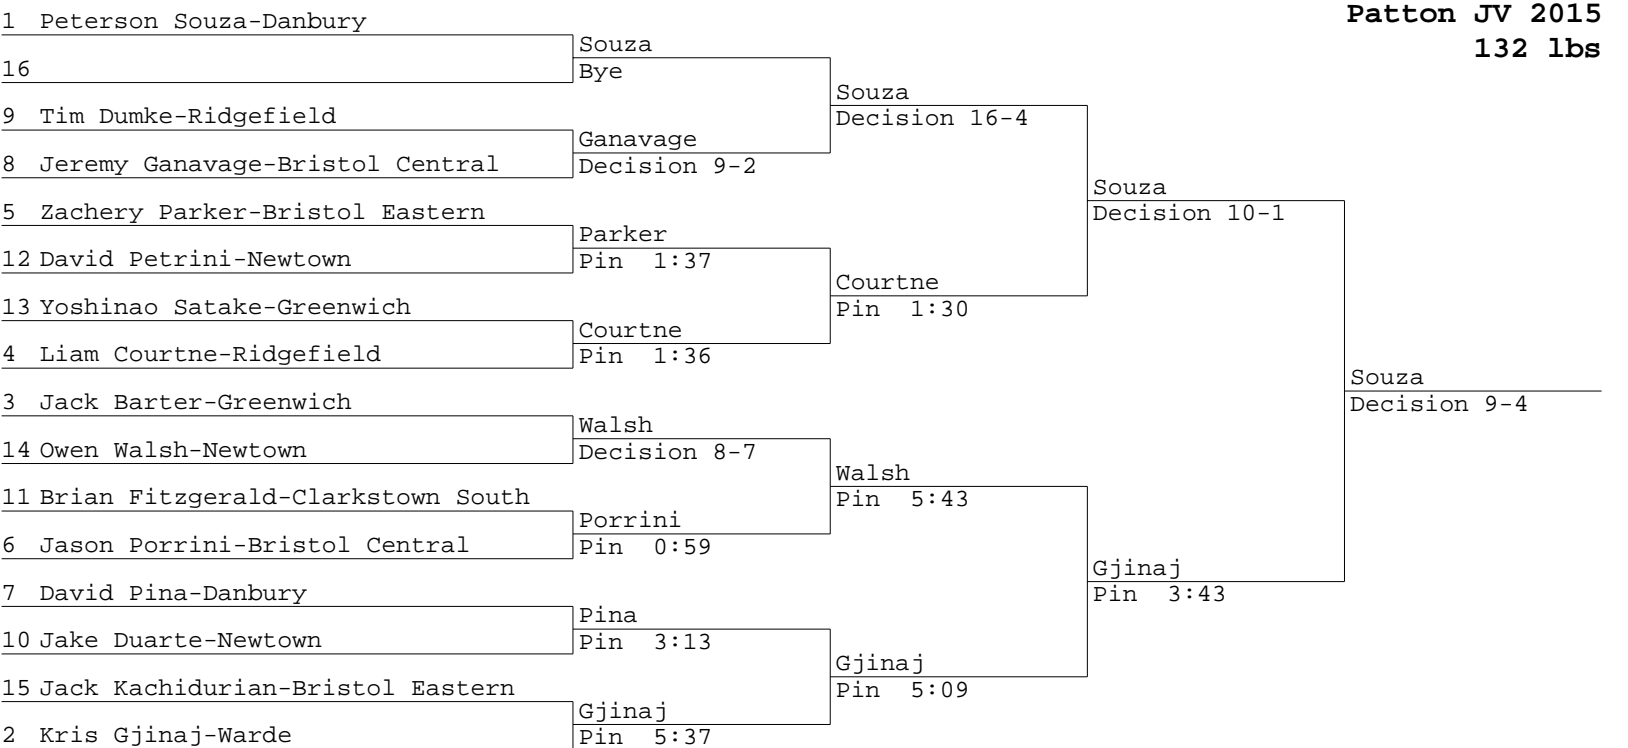 Patton JV 2015
132 lbs
1 Peterson Souza-Danbury
16
9 Tim Dumke-Ridgefield
8 Jeremy Ganavage-Bristol Central
5 Zachery Parker-Bristol Eastern
12 David Petrini-Newtown
13 Yoshinao Satake-Greenwich
4 Liam Courtne-Ridgefield
3 Jack Barter-Greenwich
14 Owen Walsh-Newtown
11 Brian Fitzgerald-Clarkstown South
6 Jason Porrini-Bristol Central
7 David Pina-Danbury
10 Jake Duarte-Newtown
15 Jack Kachidurian-Bristol Eastern
2 Kris Gjinaj-Warde
Souza
Bye
Ganavage
Decision 9-2
Parker
Pin 1:37
Courtne
Pin 1:36
Walsh
Decision 8-7
Porrini
Pin 0:59
Pina
Pin 3:13
Gjinaj
Pin 5:37
Souza
Decision 16-4
Courtne
Pin 1:30
Walsh
Pin 5:43
Gjinaj
Pin 5:09
Souza
Decision 10-1
Gjinaj
Pin 3:43
Souza
Decision 9-4